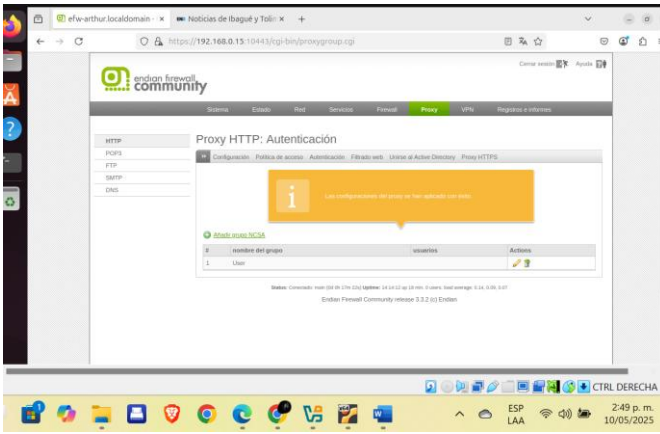 efw-arthur.localdomain - × Noticias de Ibagué y Tolim × +
https://192.168.0.15:10443/cgi-bin/proxygroup.cgi
Cerrar sesión Ayuda
endian firewall
community
Sistema Estado Red Servicios Firewall Proxy VPN Registros e informes
HTTP
POP3
FTP
SMTP
DNS
Proxy HTTP: Autenticación
Configuración Política de acceso Autenticación Filtrado web Unirse al Active Directory Proxy HTTPS
Las configuraciones del proxy se han aplicado con éxito.
Añadir grupo NCSA
# nombre del grupo usuarios Actions
1 User
Endian Firewall Community release 3.3.2 (c) Endian
CTRL DERECHA
ESP
LAA
2:49 p. m.
10/05/2025